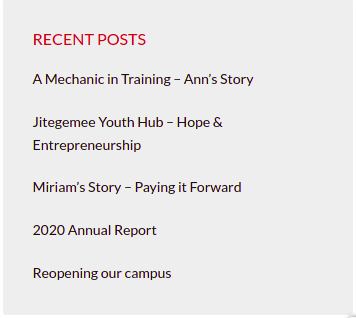 RECENT POSTS
A Mechanic in Training – Ann’s Story
Jitegemee Youth Hub – Hope &
Entrepreneurship
Miriam’s Story – Paying it Forward
2020 Annual Report
Reopening our campus